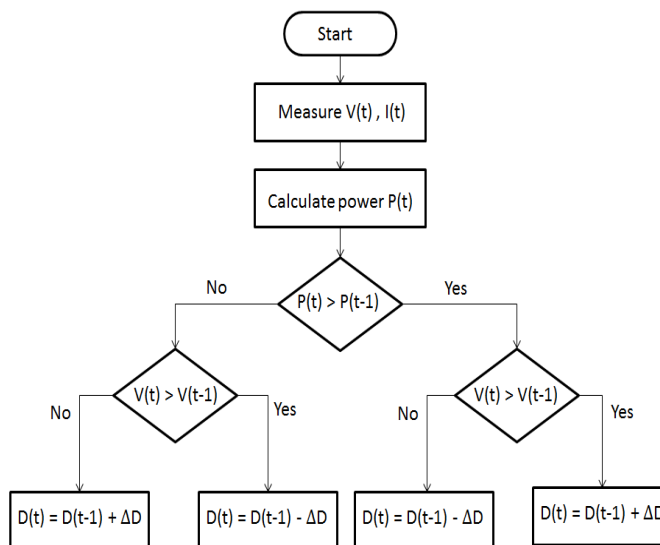 Start
Measure V(t) , I(t)
Calculate power P(t)
P(t) > P(t-1)
No
Yes
V(t) > V(t-1)
No
Yes
V(t) > V(t-1)
No
Yes
D(t) = D(t-1) + ΔD
D(t) = D(t-1) - ΔD
D(t) = D(t-1) - ΔD
D(t) = D(t-1) + ΔD